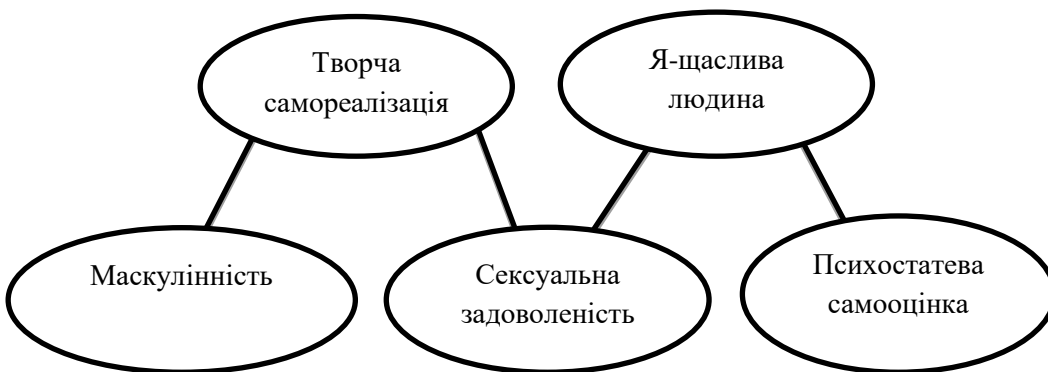 Творча
самореалізація
Я-щаслива
людина
Маскулінність
Сексуальна
задоволеність
Психостатева
самооцінка